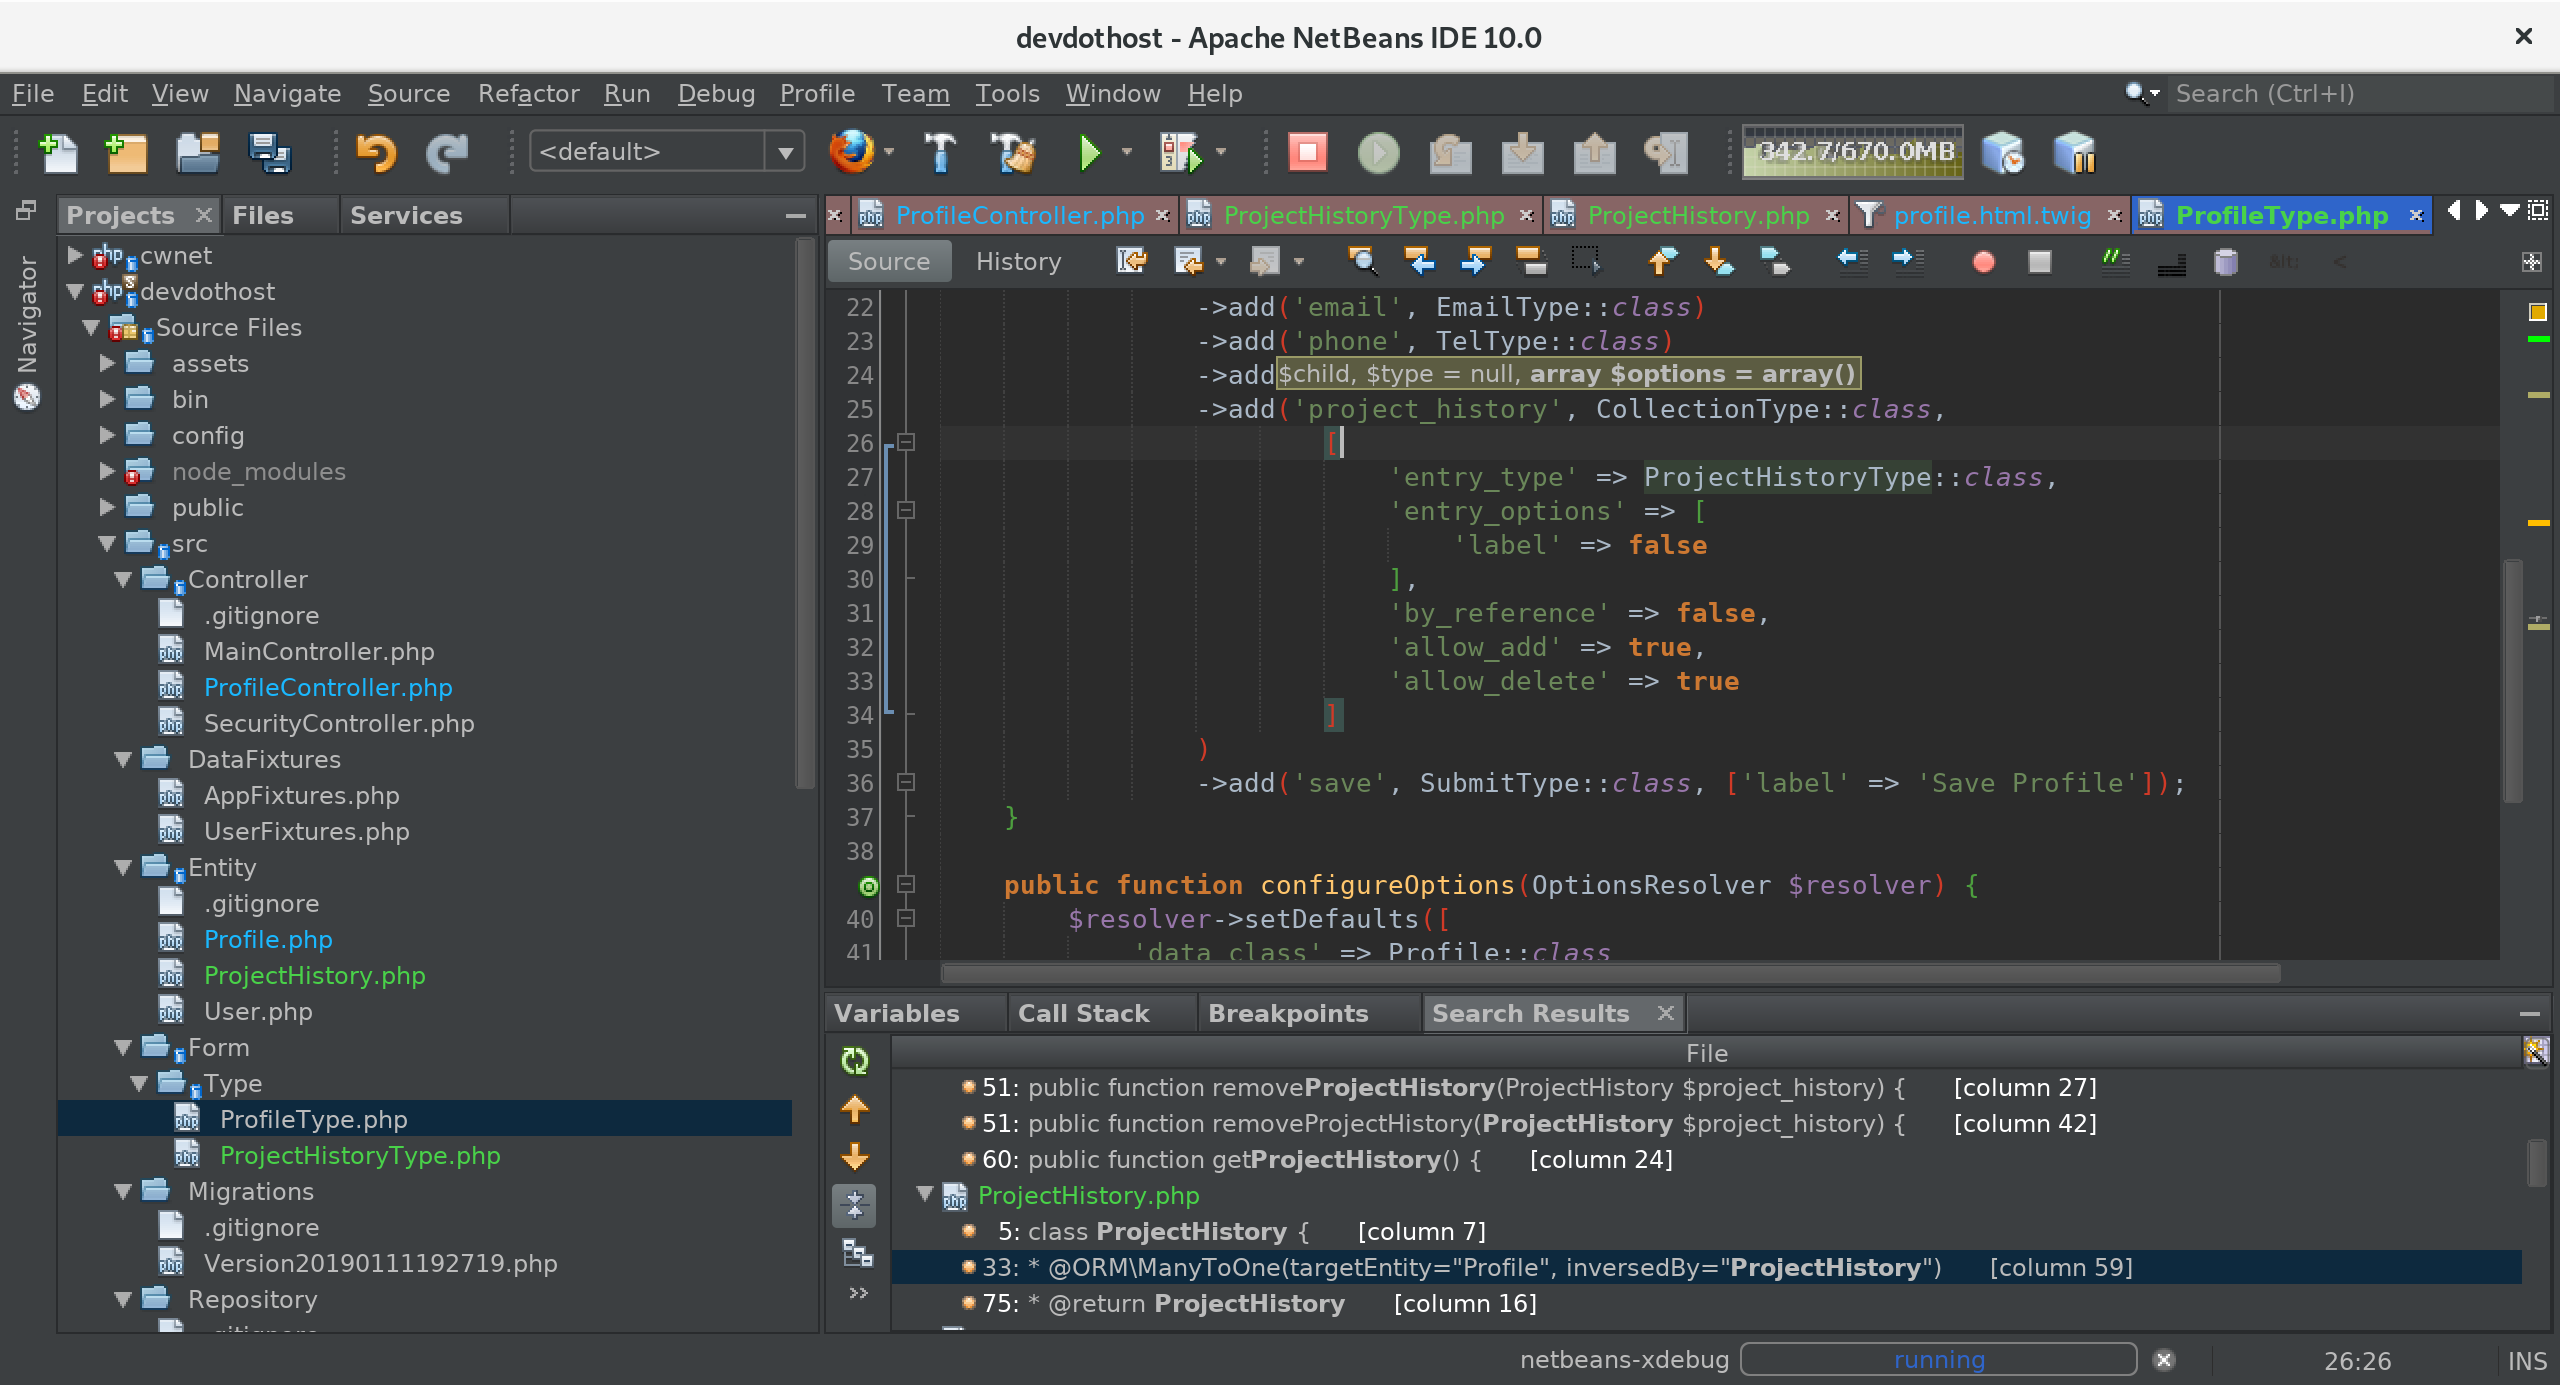 devdothost - Apache NetBeans IDE 10.0
File Edit View Navigate Source Refactor Run Debug Profile Team Tools Window Help Search (Ctrl+I)
<default> 342.7/670.0MB
Navigator
Projects Files Services
cwnet
devdothost
Source Files
assets
bin
config
node_modules
public
src
Controller
.gitignore
MainController.php
ProfileController.php
SecurityController.php
DataFixtures
AppFixtures.php
UserFixtures.php
Entity
.gitignore
Profile.php
ProjectHistory.php
User.php
Form
Type
ProfileType.php
ProjectHistoryType.php
Migrations
.gitignore
Version20190111192719.php
Repository
.gitignore
ProfileController.php ProjectHistoryType.php ProjectHistory.php profile.html.twig ProfileType.php
Source History &lt; <
22 ->add('email', EmailType::class)
23 ->add('phone', TelType::class)
24 ->add $child, $type = null, array $options = array()
25 ->add('project_history', CollectionType::class,
26 [
27 'entry_type' => ProjectHistoryType::class,
28 'entry_options' => [
29 'label' => false
30 ],
31 'by_reference' => false,
32 'allow_add' => true,
33 'allow_delete' => true
34 ]
35 )
36 ->add('save', SubmitType::class, ['label' => 'Save Profile']);
37 }
38
public function configureOptions(OptionsResolver $resolver) {
40 $resolver->setDefaults([
41 'data_class' => Profile::class
Variables Call Stack Breakpoints Search Results
File
51: public function removeProjectHistory(ProjectHistory $project_history) { [column 27]
51: public function removeProjectHistory(ProjectHistory $project_history) { [column 42]
60: public function getProjectHistory() { [column 24]
ProjectHistory.php
5: class ProjectHistory { [column 7]
33: * @ORM\ManyToOne(targetEntity="Profile", inversedBy="ProjectHistory") [column 59]
75: * @return ProjectHistory [column 16]
netbeans-xdebug running 26:26 INS